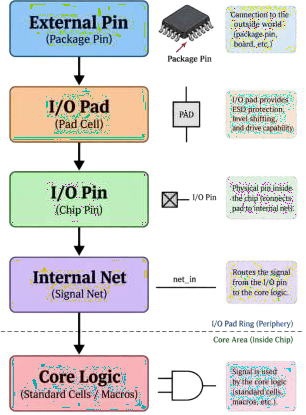 External Pin
(Package Pin)
Package Pin
Connection to the
outside world
(package pin,
board, etc.)
I/O Pad
(Pad Cell)
PAD
I/O pad provides
ESD protection,
level shifting,
and drive capability.
I/O Pin
(Chip Pin)
I/O Pin
Physical pin inside
the chip (connects
pad to internal net).
Internal Net
(Signal Net)
net_in
Routes the signal
from the I/O pin
to the core logic.
I/O Pad Ring (Periphery)
Core Area (Inside Chip)
Core Logic
(Standard Cells / Macros)
Signal is used
by the core logic
(standard cells,
macros, etc.)